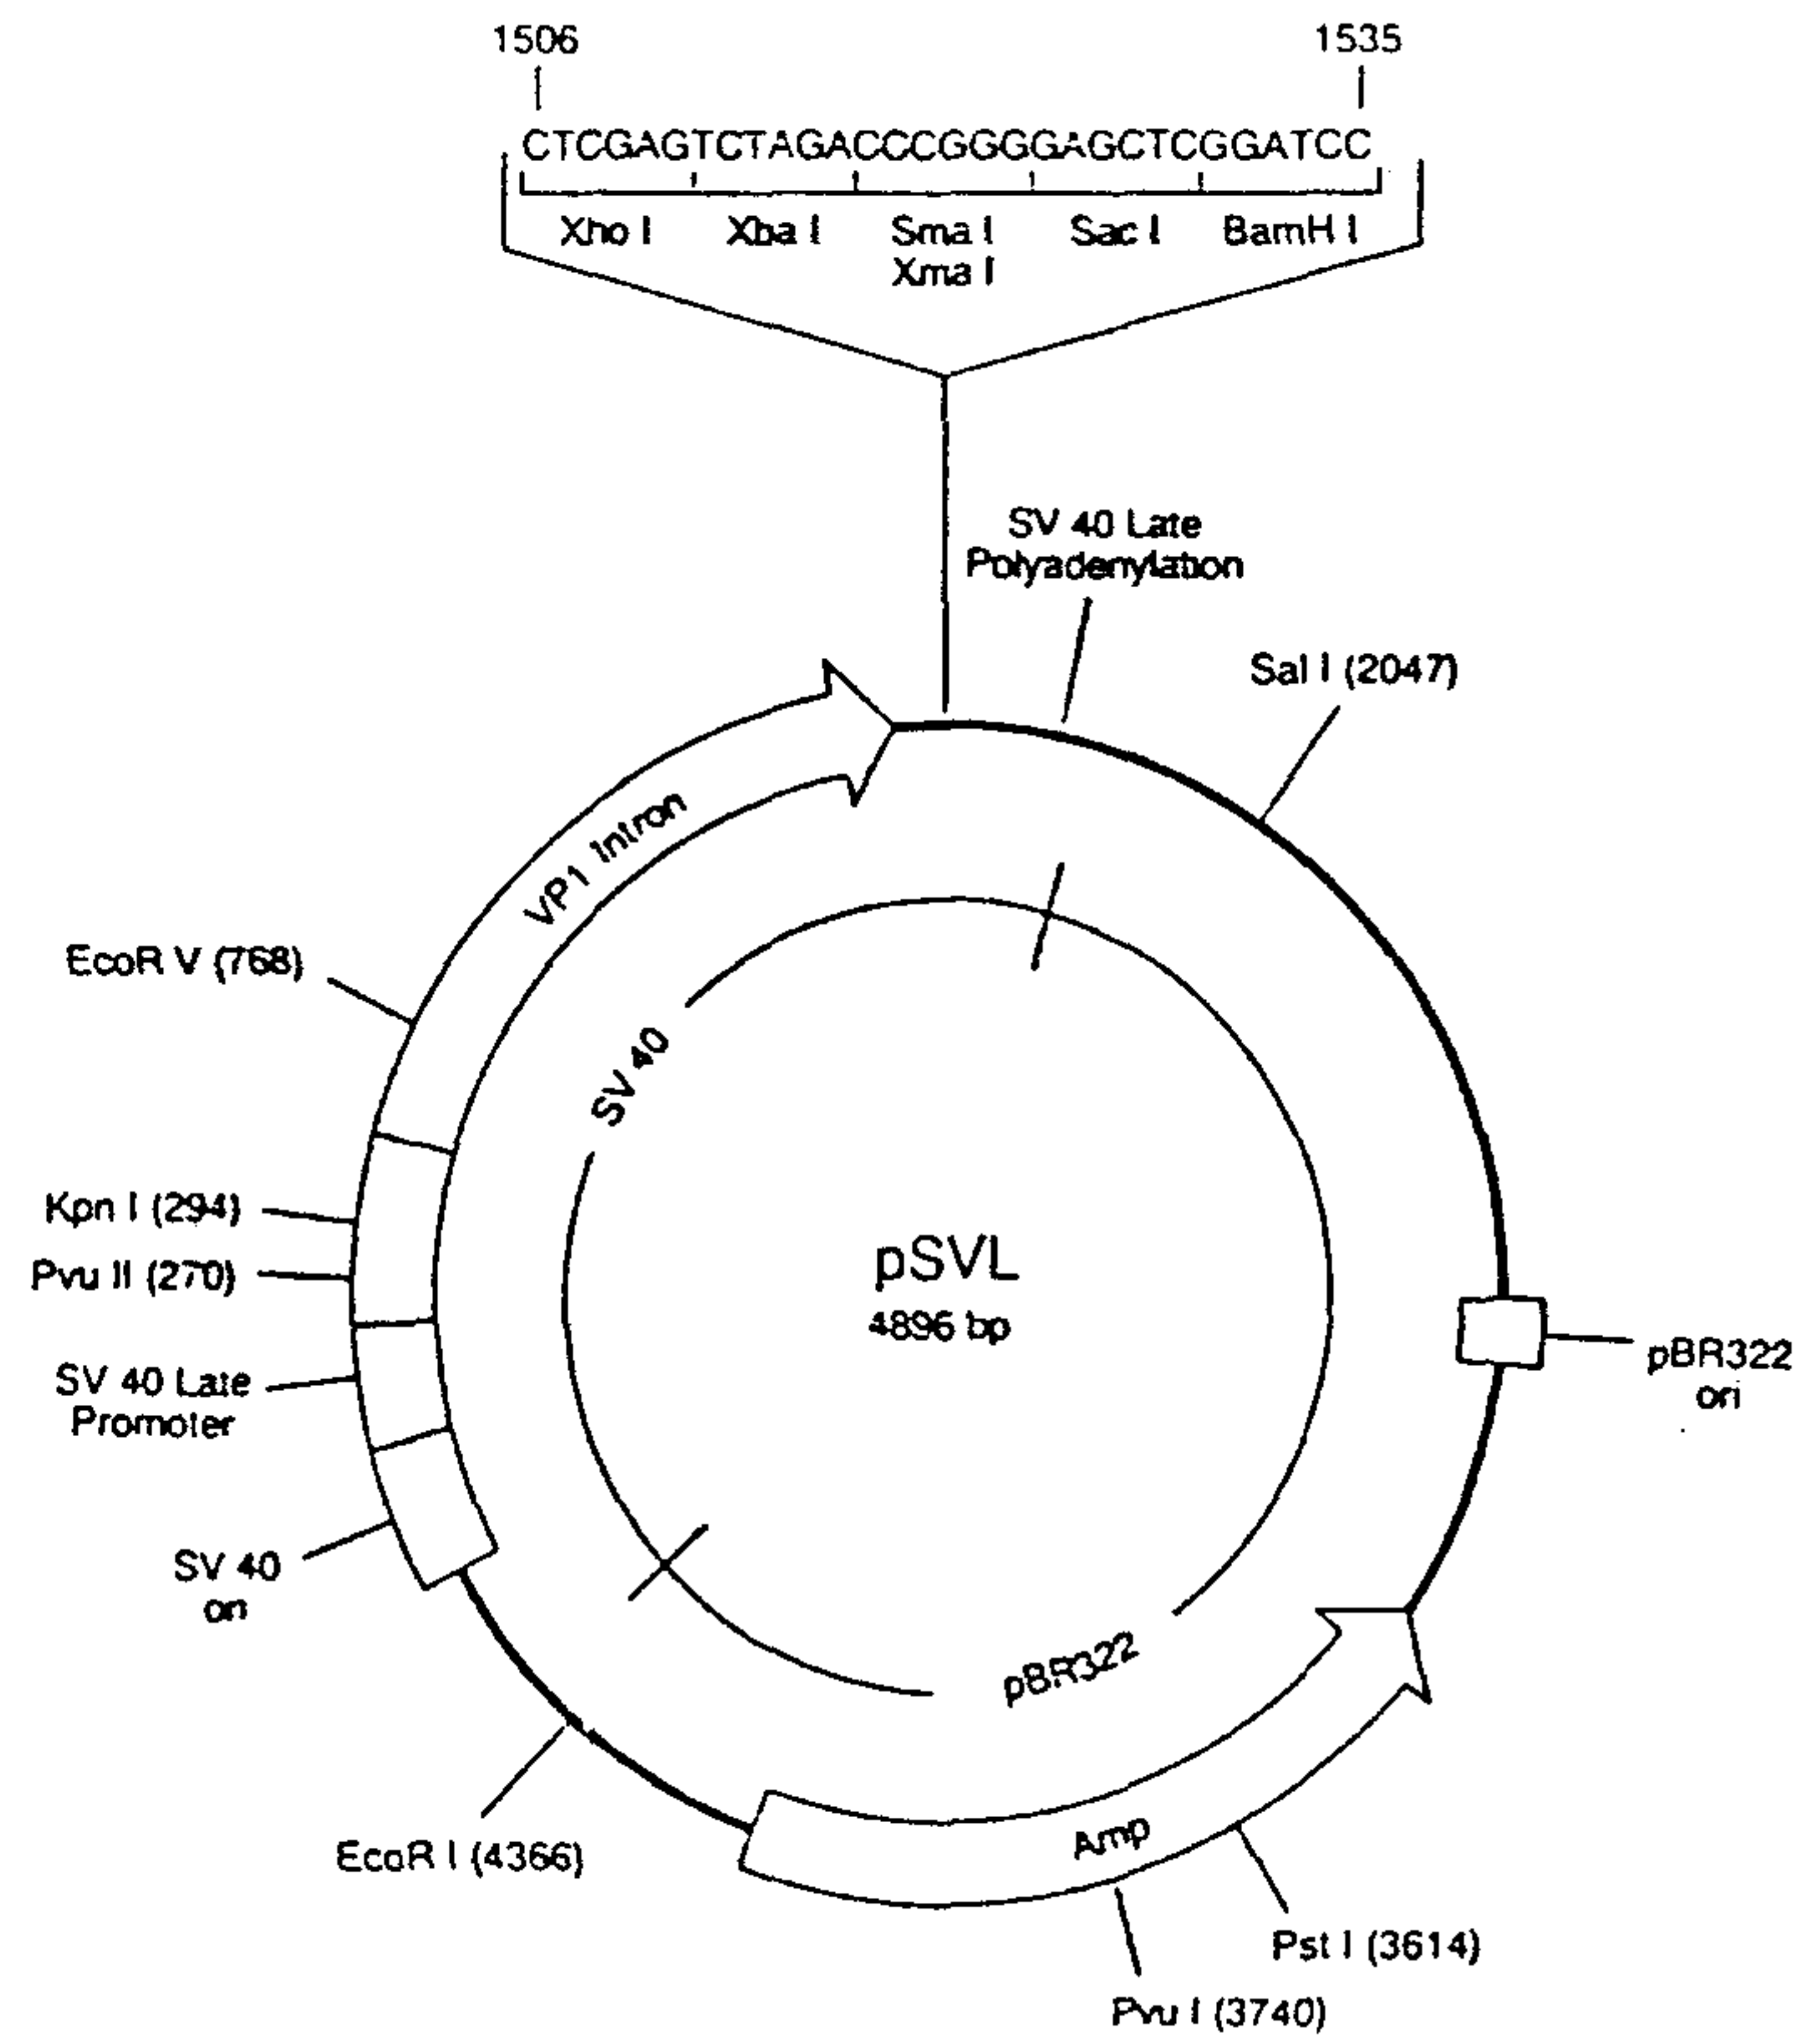 1506
1535
CTCGAGTCTAGACCCGGGGAGCTCGGATCC
Xho I
Xba I
Sma I
Sac I
BamH I
Xma I
SV 40 Late
Polyadenylation
Sal I (2047)
VP1 Intron
EcoR V (768)
SV 40
Kpn I (294)
Pvu II (270)
pSVL
4896 bp
pBR322
ori
SV 40 Late
Promoter
SV 40
ori
pBR322
Amp
EcoR I (4366)
Pst I (3614)
Pvu I (3740)